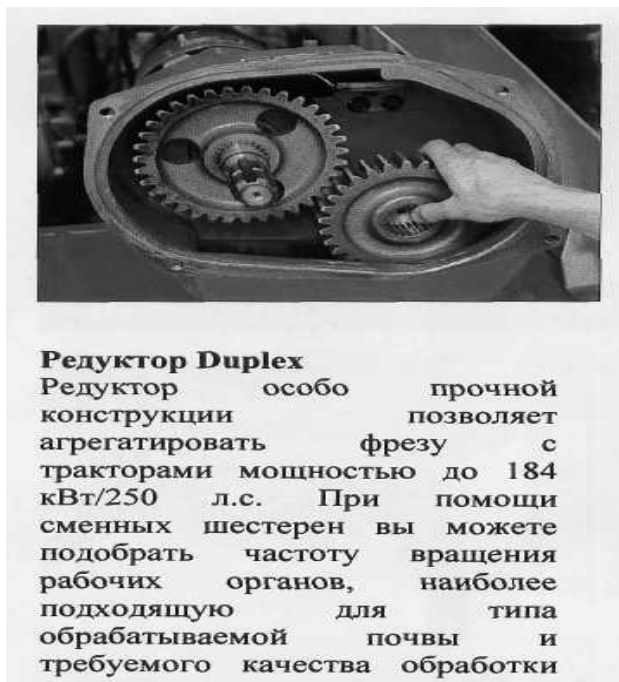 Редуктор Duplex
Редуктор особо прочной
конструкции позволяет
агрегатировать фрезу с
тракторами мощностью до 184
кВт/250 л.с. При помощи
сменных шестерен вы можете
подобрать частоту вращения
рабочих органов, наиболее
подходящую для типа
обрабатываемой почвы и
требуемого качества обработки